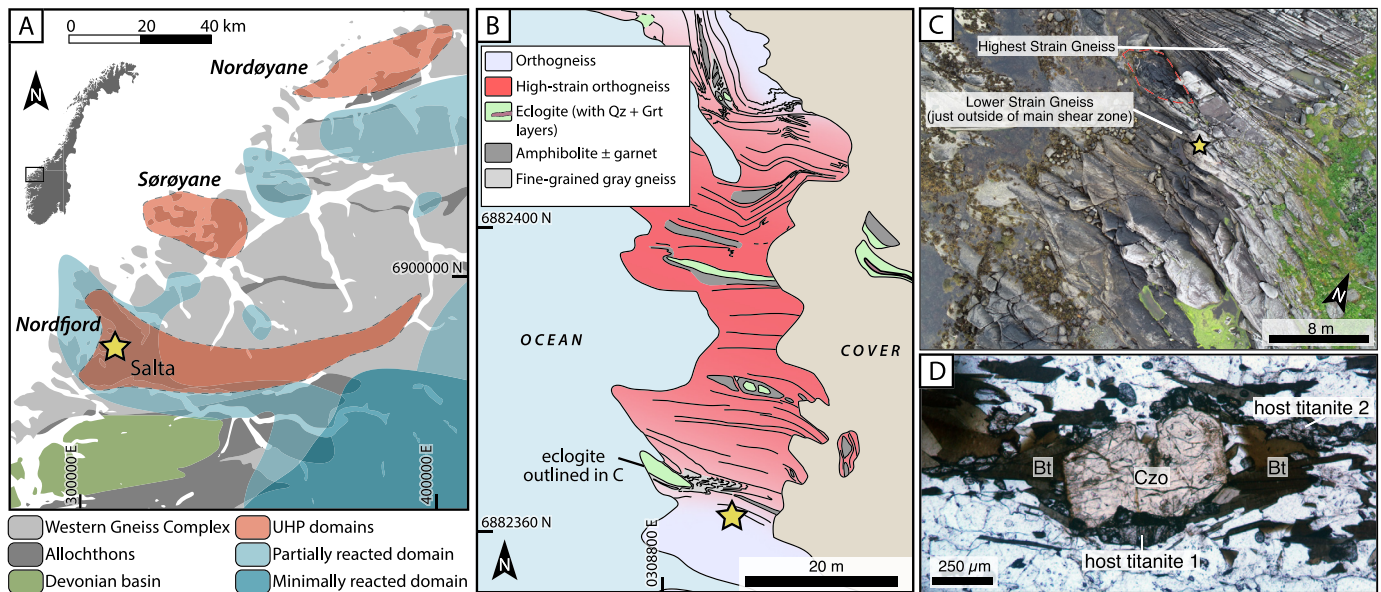 A
0 20 40 km
N
Nordøyane
Sørøyane
6900000 N
Nordfjord
Salta
300000 E
400000 E
Western Gneiss Complex
Allochthons
Devonian basin
UHP domains
Partially reacted domain
Minimally reacted domain
B
Orthogneiss
High-strain orthogneiss
Eclogite (with Qz + Grt
layers)
Amphibolite ± garnet
Fine-grained gray gneiss
6882400 N
OCEAN
COVER
eclogite
outlined in C
6882360 N
N
0308800 E
20 m
C
Highest Strain Gneiss
Lower Strain Gneiss
(just outside of main shear zone)
N
8 m
D
host titanite 2
Bt
Czo
Bt
host titanite 1
250 µm